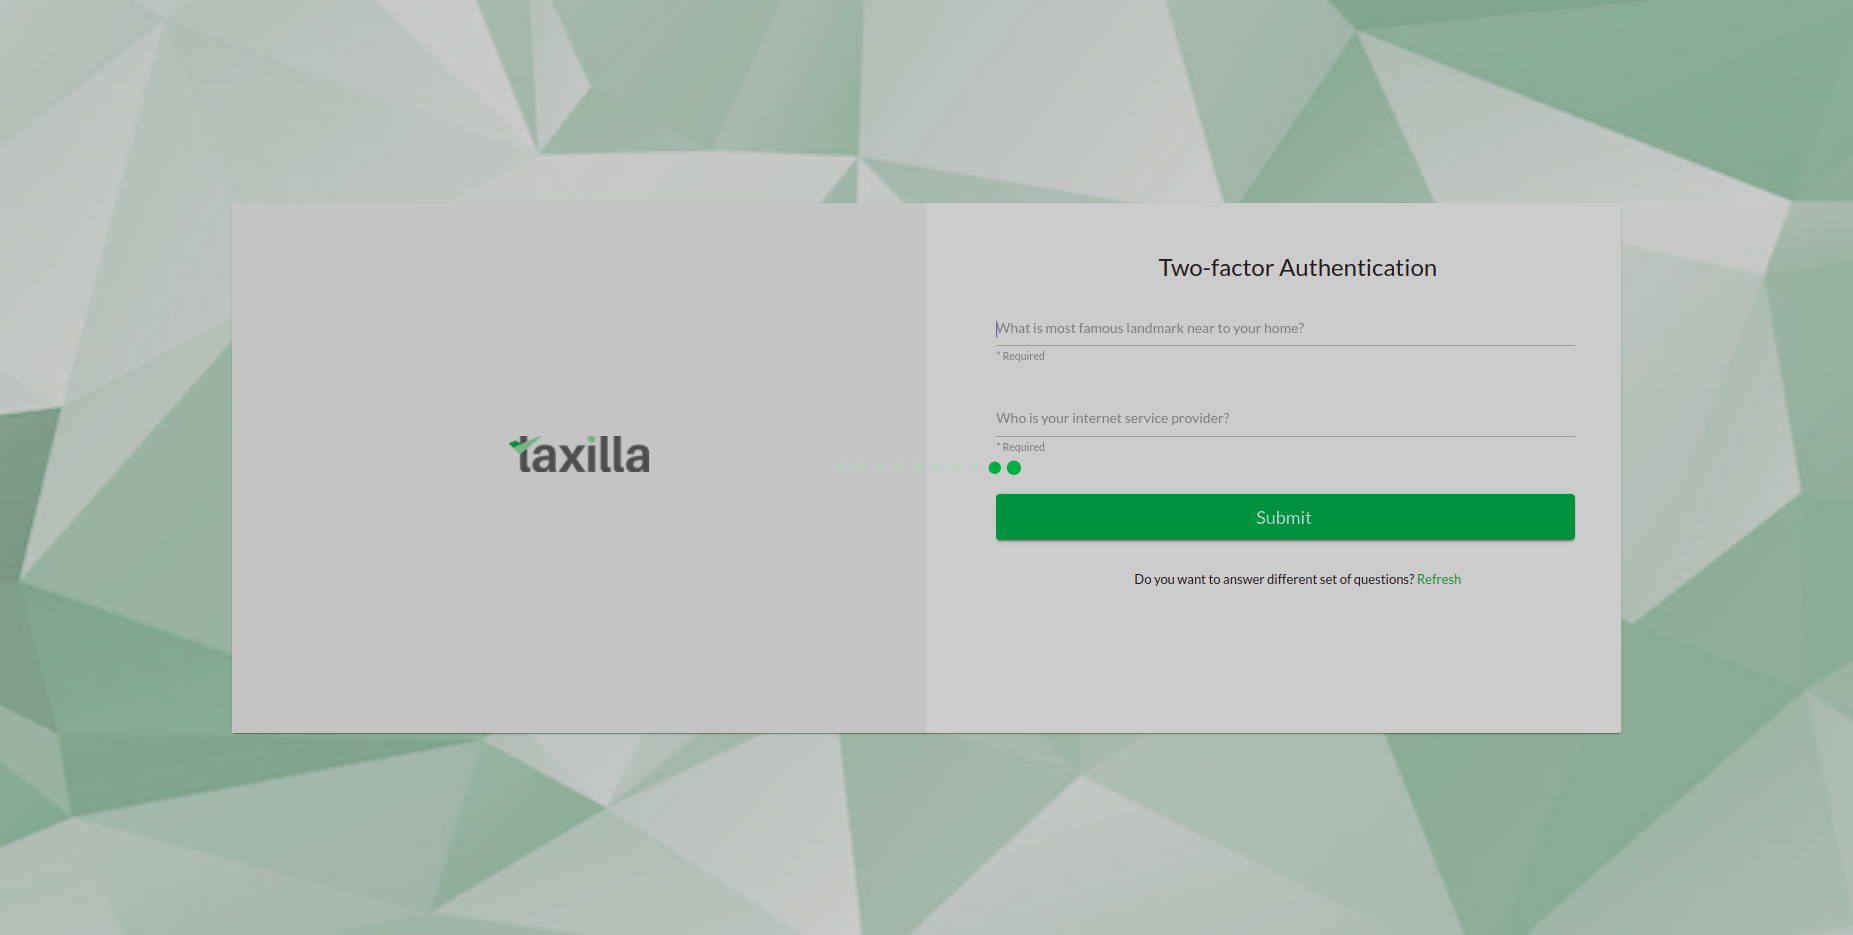 taxilla
Two-factor Authentication
What is most famous landmark near to your home?
* Required
Who is your internet service provider?
* Required
Submit
Do you want to answer different set of questions? Refresh